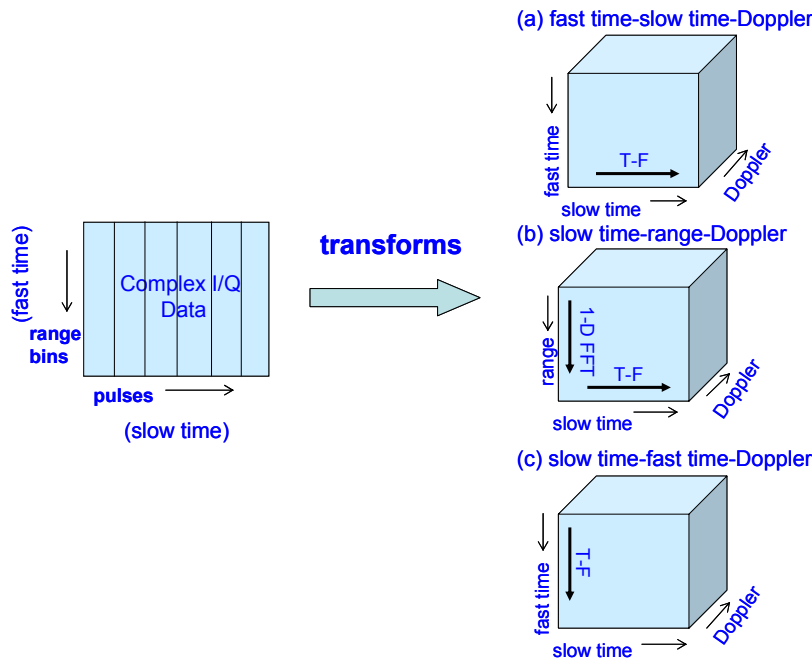 (a) fast time-slow time-Doppler
fast time
T-F
slow time
Doppler
(fast time)
range
bins
Complex I/Q
Data
pulses
(slow time)
transforms
(b) slow time-range-Doppler
range
1-D FFT
T-F
slow time
Doppler
(c) slow time-fast time-Doppler
fast time
T-F
slow time
Doppler